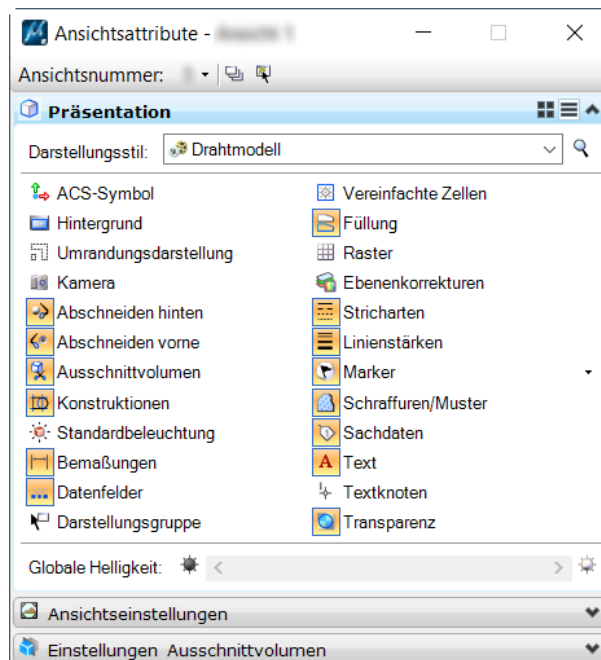 Ansichtsattribute -
Ansichtsnummer:
Präsentation
Darstellungsstil: Drahtmodell
ACS-Symbol Vereinfachte Zellen
Hintergrund Füllung
Umrandungsdarstellung Raster
Kamera Ebenenkorrekturen
Abschneiden hinten Stricharten
Abschneiden vorne Linienstärken
Ausschnittvolumen Marker
Konstruktionen Schraffuren/Muster
Standardbeleuchtung Sachdaten
Bemaßungen A Text
Datenfelder Textknoten
Darstellungsgruppe Transparenz
Globale Helligkeit:
Ansichtseinstellungen
Einstellungen Ausschnittvolumen